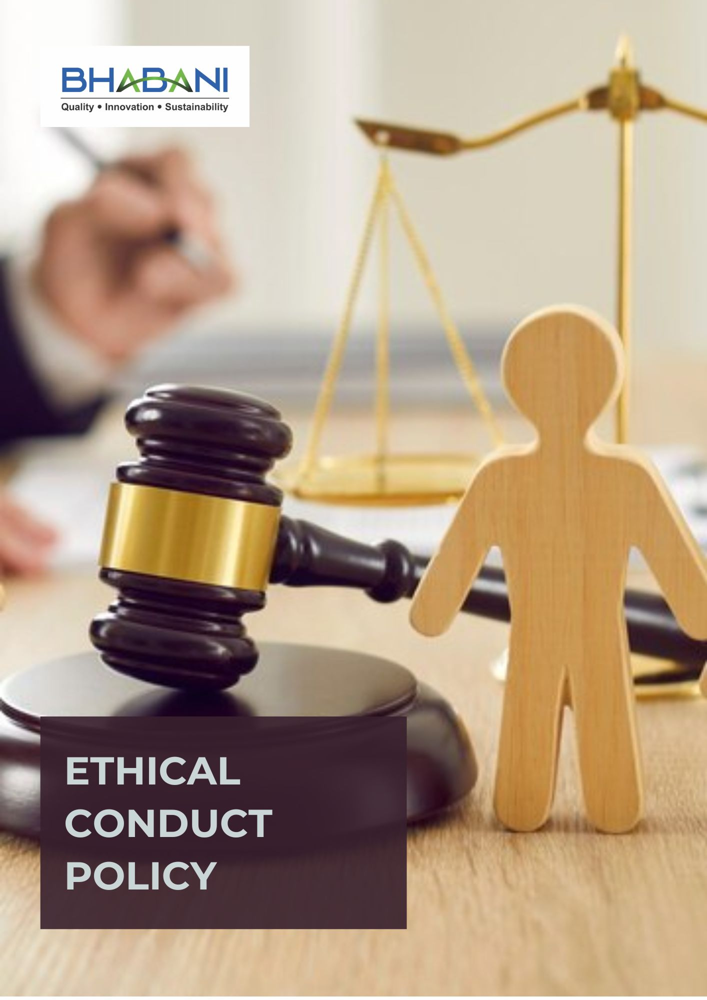 BHABANI
Quality • Innovation • Sustainability
ETHICAL
CONDUCT
POLICY